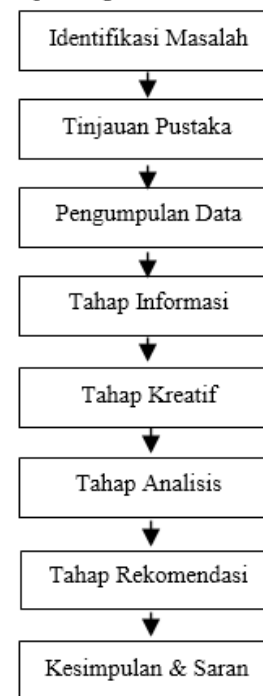 Identifikasi Masalah
Tinjauan Pustaka
Pengumpulan Data
Tahap Informasi
Tahap Kreatif
Tahap Analisis
Tahap Rekomendasi
Kesimpulan & Saran